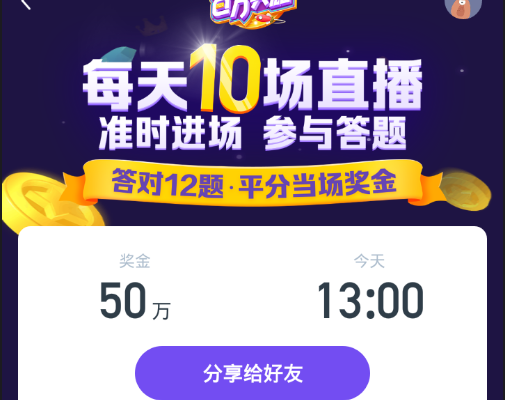 每天10场直播
准时进场 参与答题
答对12题·平分当场奖金
奖金
今天
50万
13:00
分享给好友